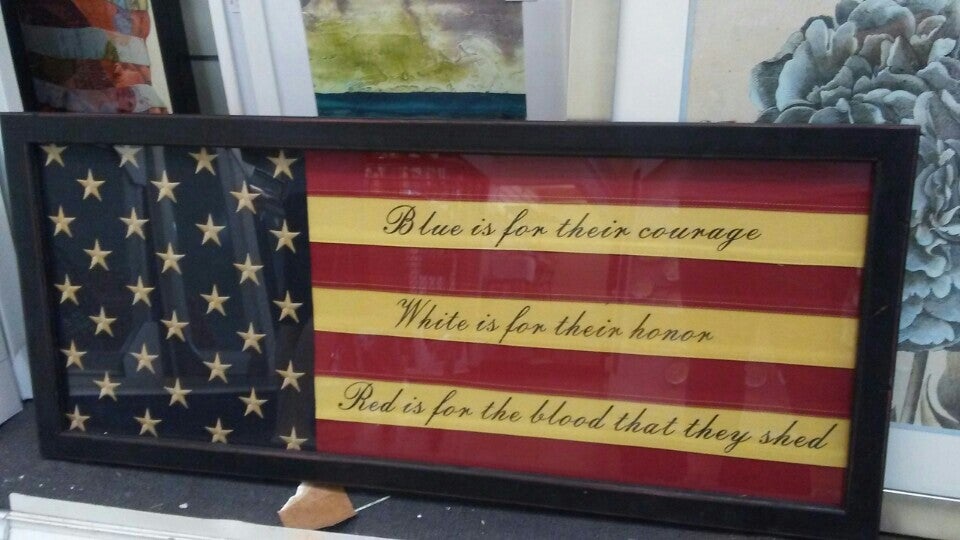 Blue is for their courage
White is for their honor
Red is for the blood that they shed